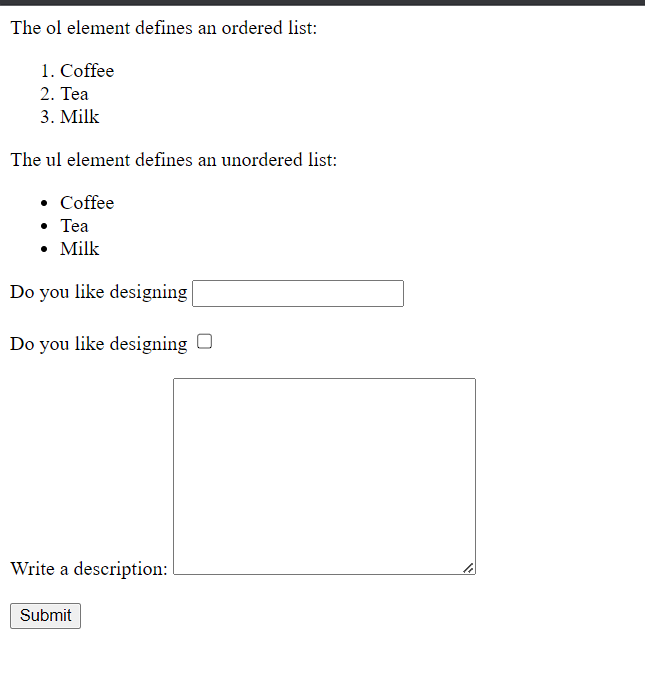 The ol element defines an ordered list:
1. Coffee
2. Tea
3. Milk
The ul element defines an unordered list:
• Coffee
• Tea
• Milk
Do you like designing
Do you like designing
Write a description:
Submit